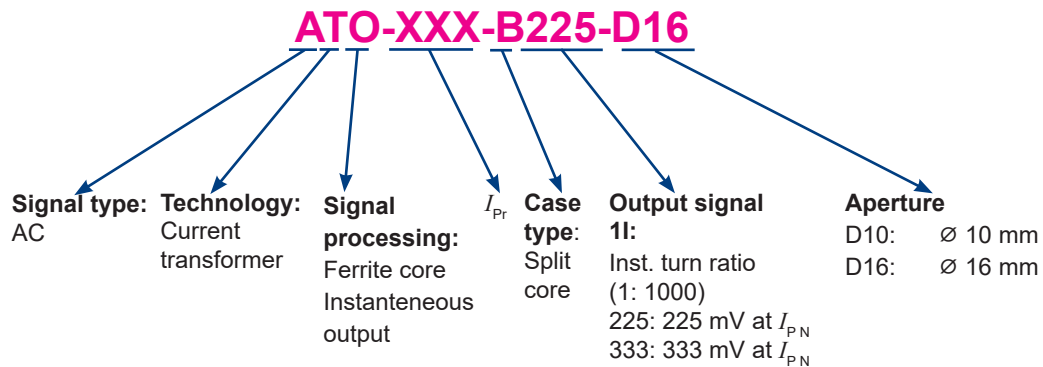 ATO-XXX-B225-D16
Signal type:
AC
Technology:
Current
transformer
Signal
processing:
Ferrite core
Instanteneous
output
I Pr
Case
type:
Split
core
Output signal
1I:
Inst. turn ratio
(1: 1000)
225: 225 mV at I P N
333: 333 mV at I P N
Aperture
D10: Ø 10 mm
D16: Ø 16 mm